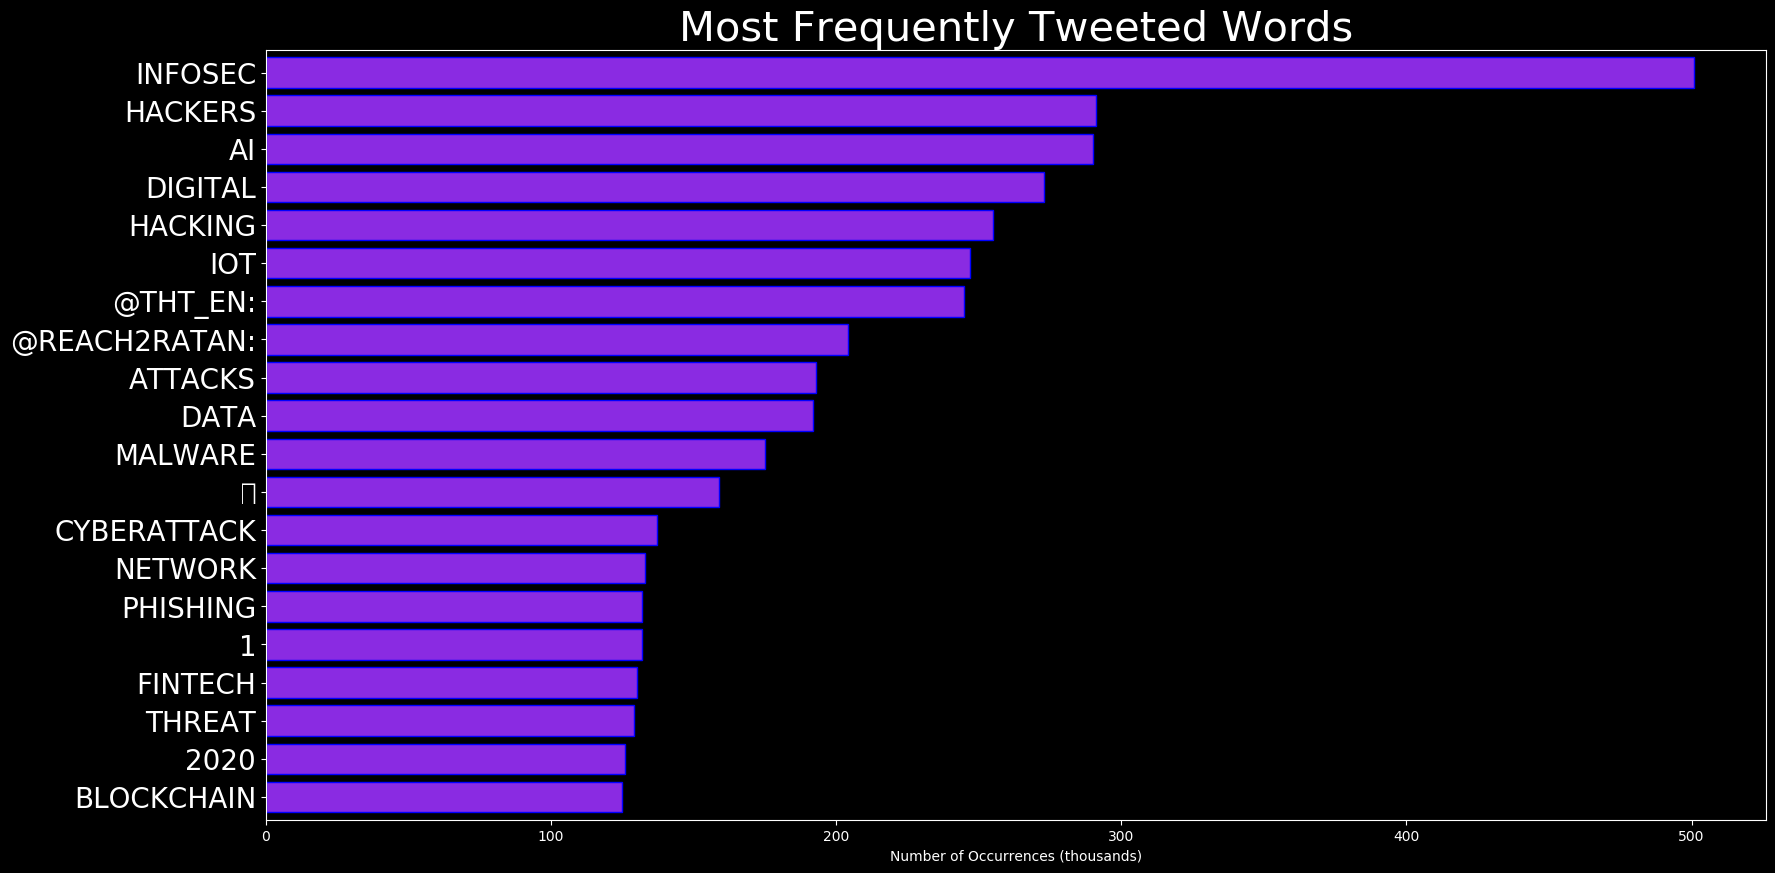 Most Frequently Tweeted Words
INFOSEC
HACKERS
AI
DIGITAL
HACKING
IOT
@THT_EN:
@REACH2RATAN:
ATTACKS
DATA
MALWARE
CYBERATTACK
NETWORK
PHISHING
1
FINTECH
THREAT
2020
BLOCKCHAIN
0 100 200 300 400 500
Number of Occurrences (thousands)